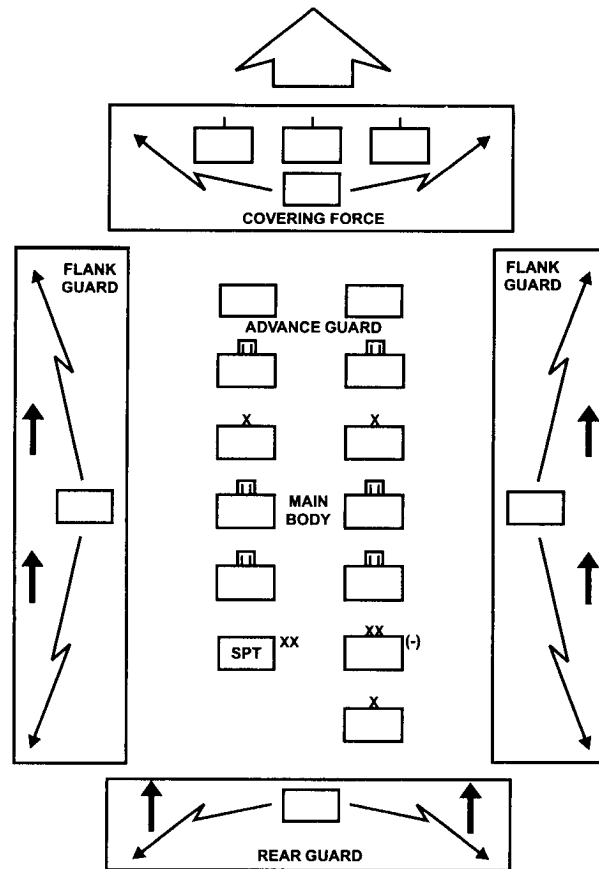 COVERING FORCE
FLANK
GUARD
FLANK
GUARD
ADVANCE GUARD
X X
MAIN
BODY
SPT XX
XX (-)
X
REAR GUARD